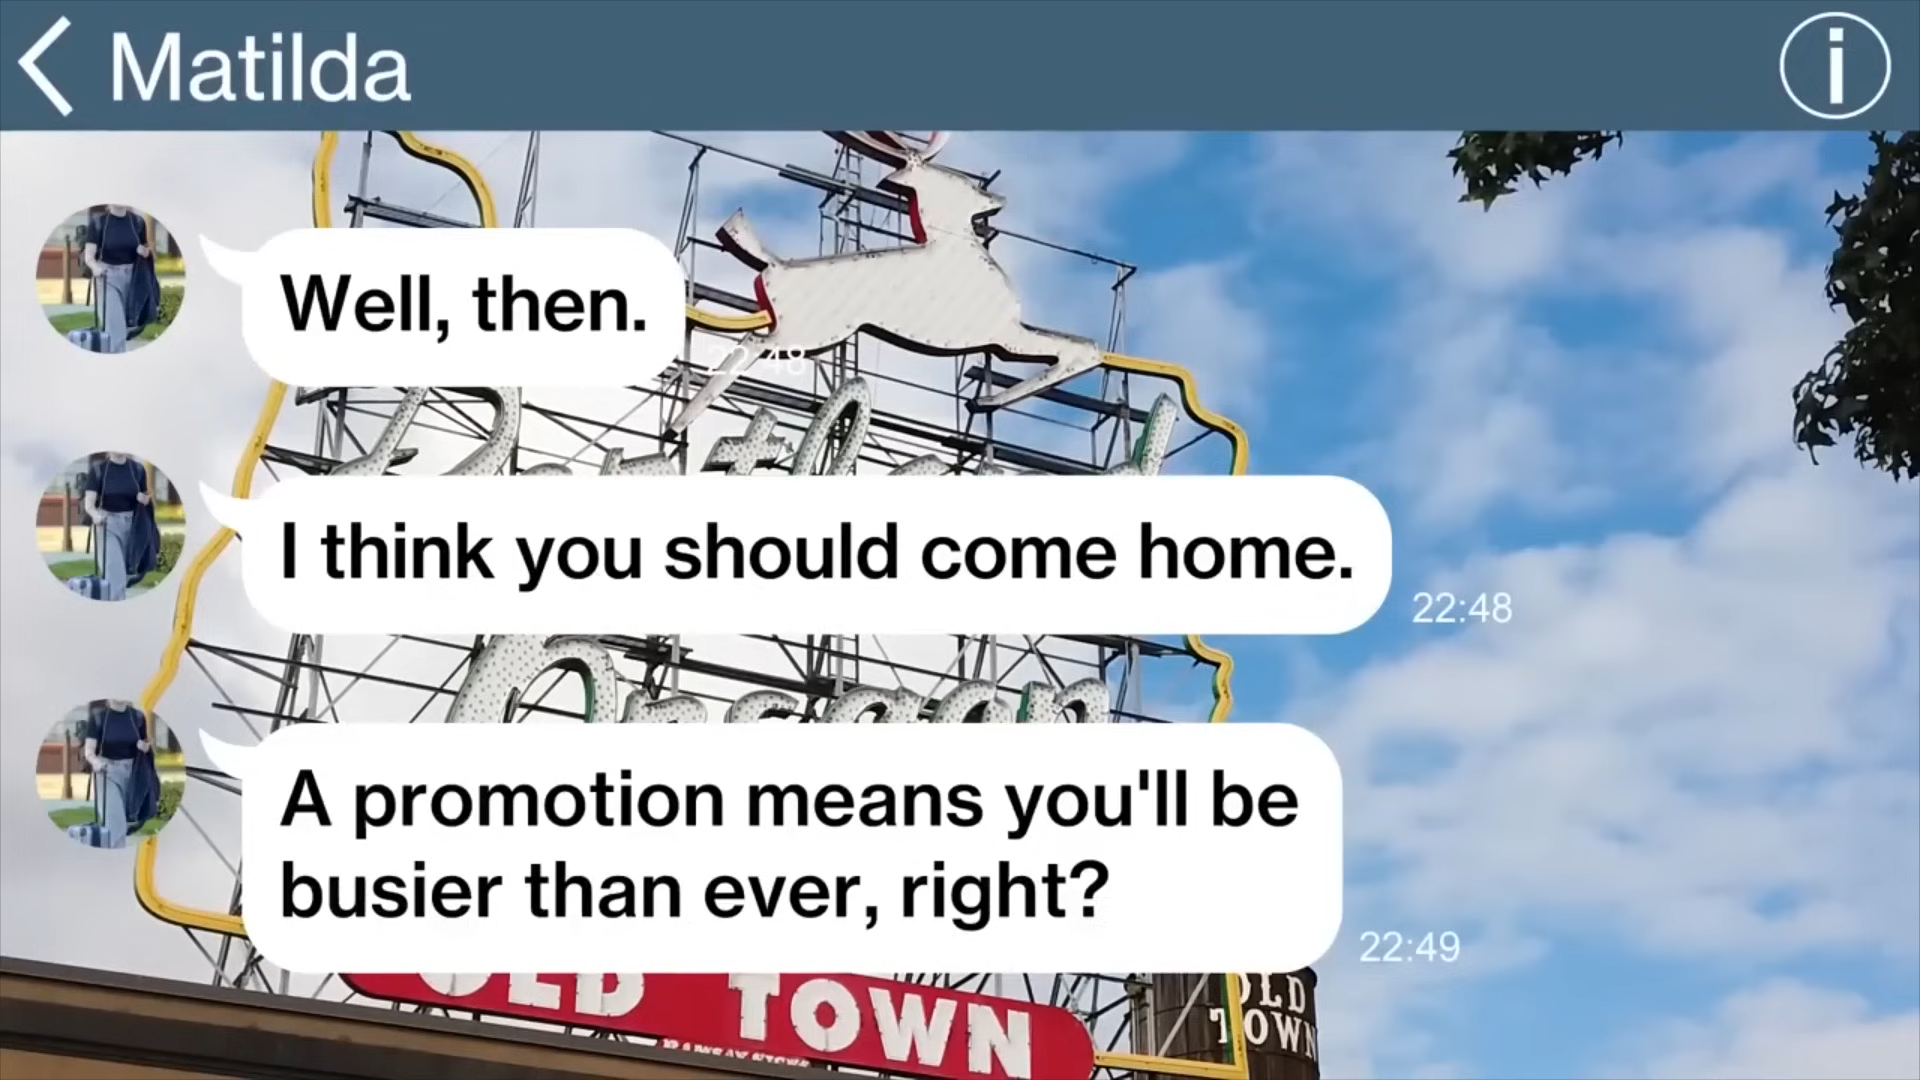 Matilda
Well, then.
22:48
I think you should come home.
22:48
A promotion means you'll be
busier than ever, right?
22:49
OLD TOWN
OLD
TOWN